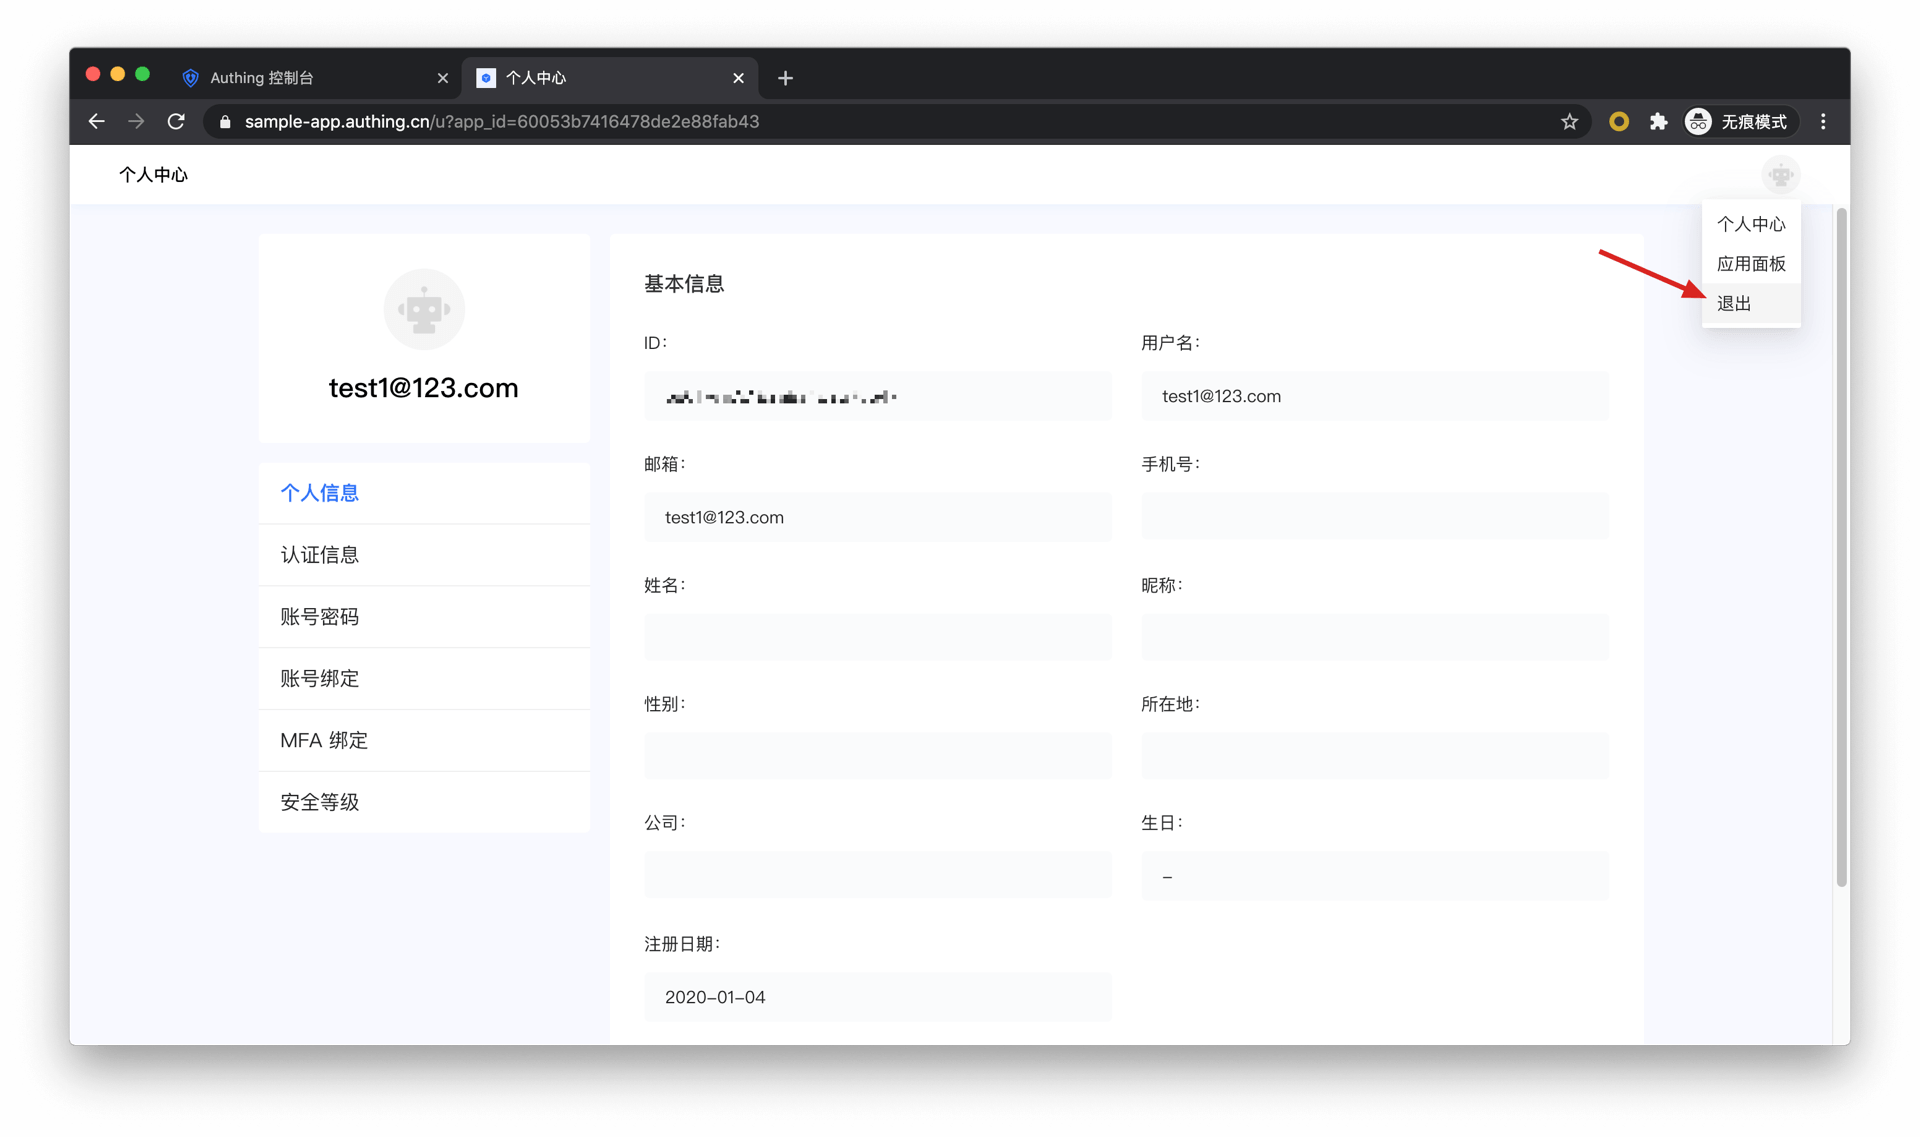 Authing 控制台
个人中心
sample-app.authing.cn/u?app_id=60053b7416478de2e88fab43
无痕模式
个人中心
个人中心
应用面板
退出
test1@123.com
个人信息
认证信息
账号密码
账号绑定
MFA 绑定
安全等级
基本信息
ID：
用户名：
test1@123.com
邮箱：
手机号：
test1@123.com
姓名：
昵称：
性别：
所在地：
公司：
生日：
–
注册日期：
2020-01-04